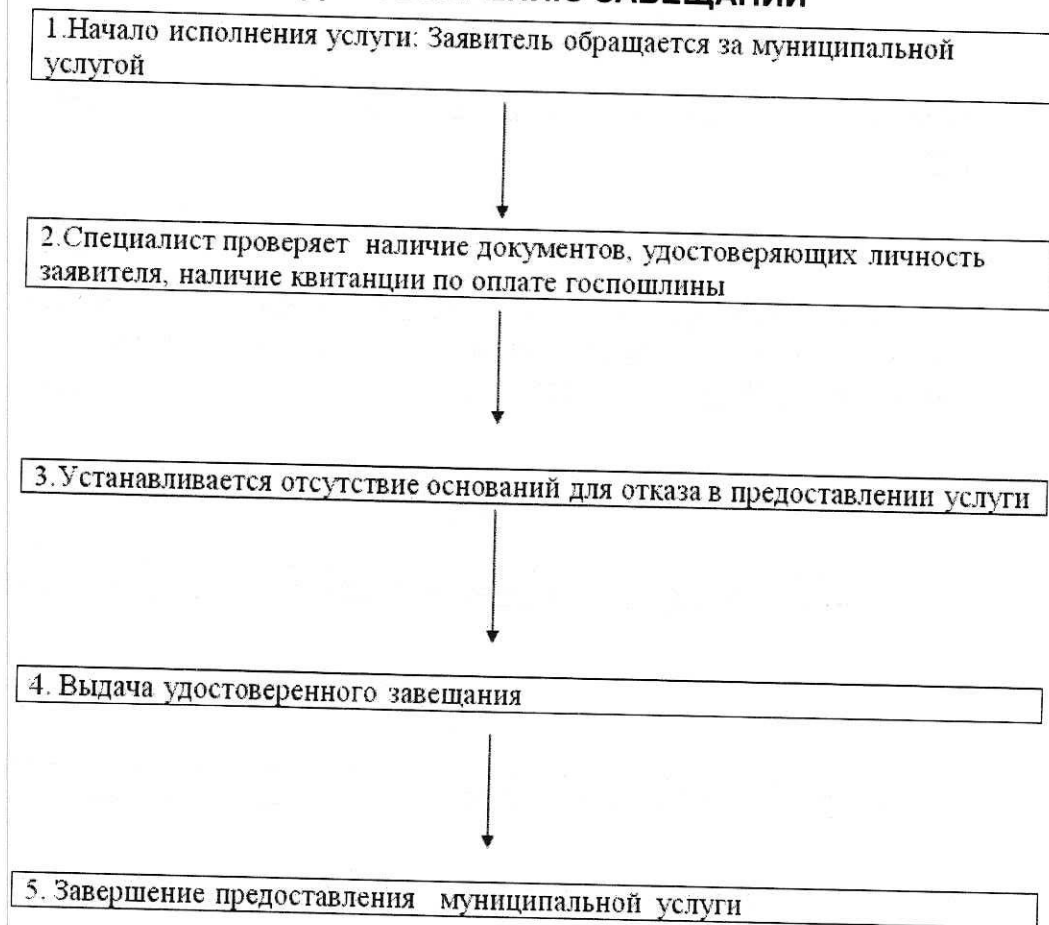 ЗАВЕЩАНИЙ
1.Начало исполнения услуги: Заявитель обращается за муниципальной
услугой
2.Специалист проверяет наличие документов, удостоверяющих личность
заявителя, наличие квитанции по оплате госпошлины
3.Устанавливается отсутствие оснований для отказа в предоставлении услуги
4. Выдача удостоверенного завещания
5. Завершение предоставления муниципальной услуги